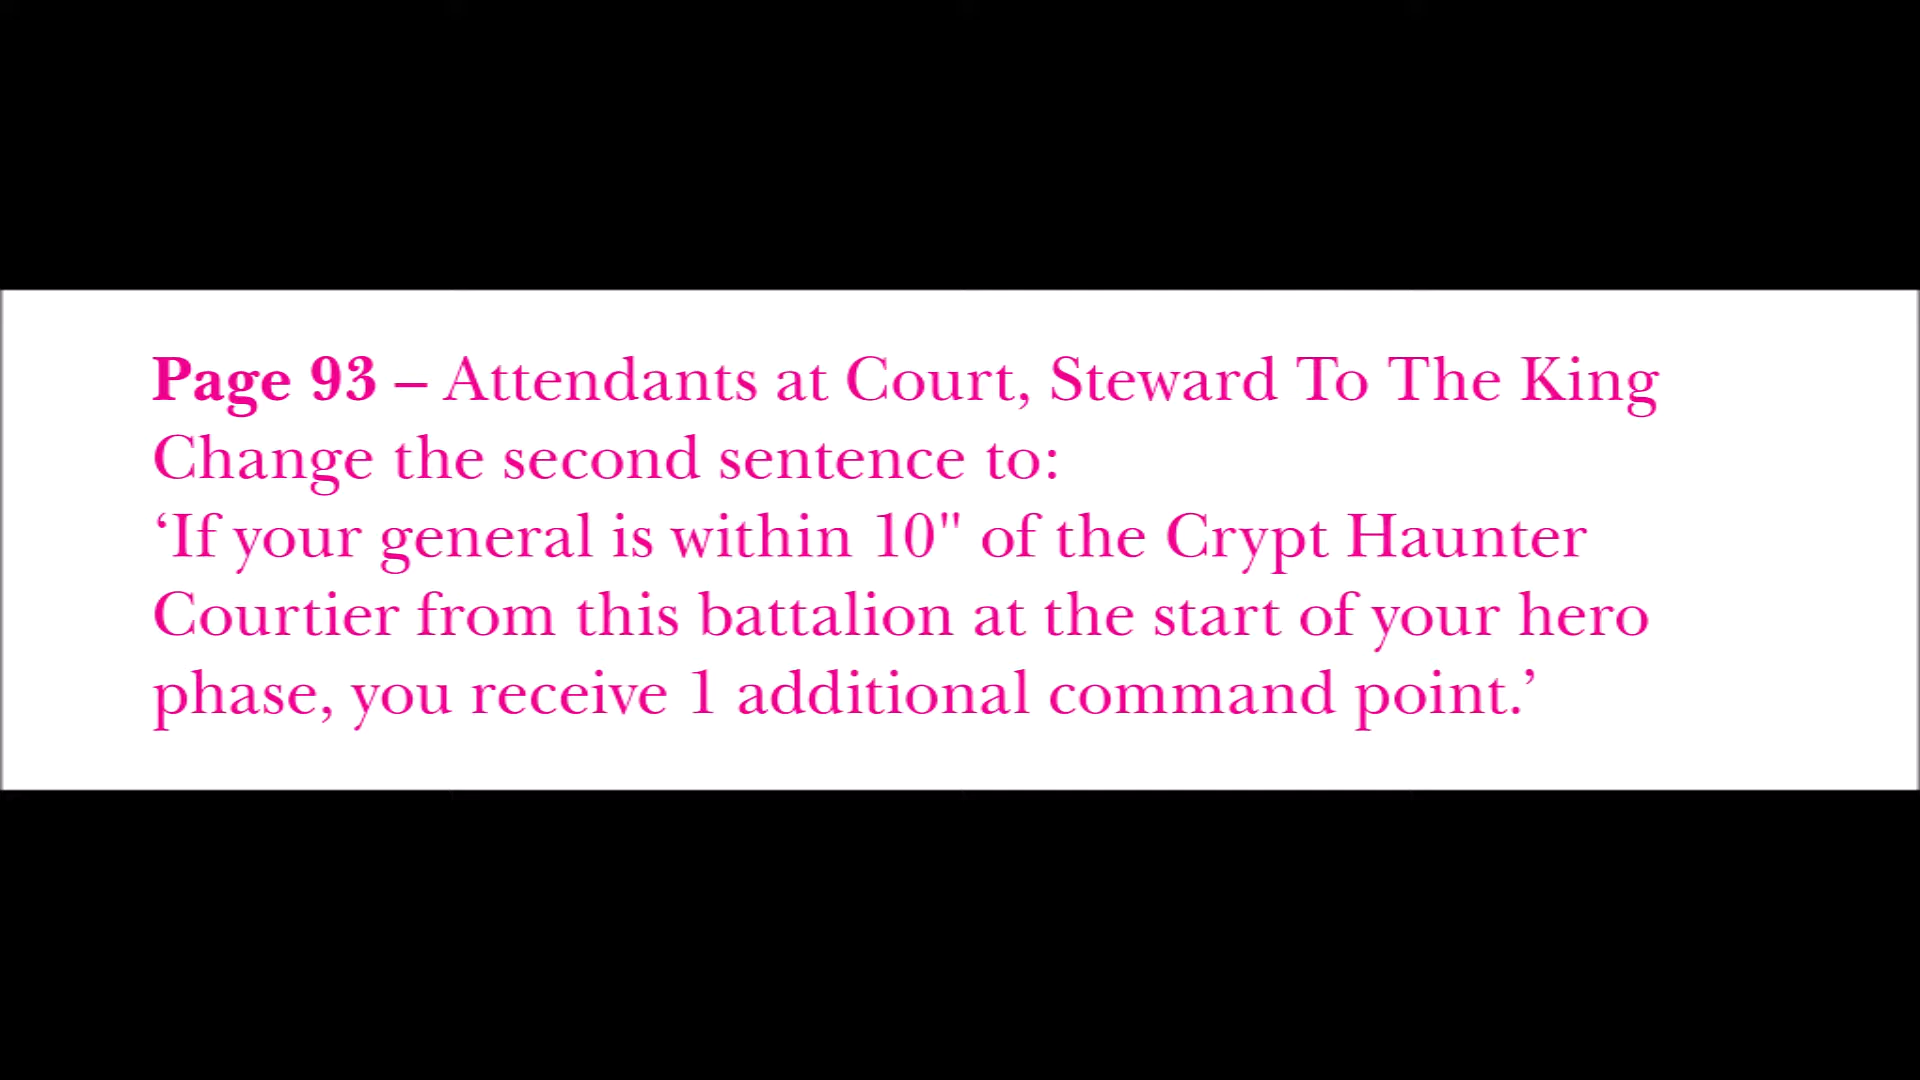 Page 93 – Attendants at Court, Steward To The King
Change the second sentence to:
‘If your general is within 10" of the Crypt Haunter
Courtier from this battalion at the start of your hero
phase, you receive 1 additional command point.’